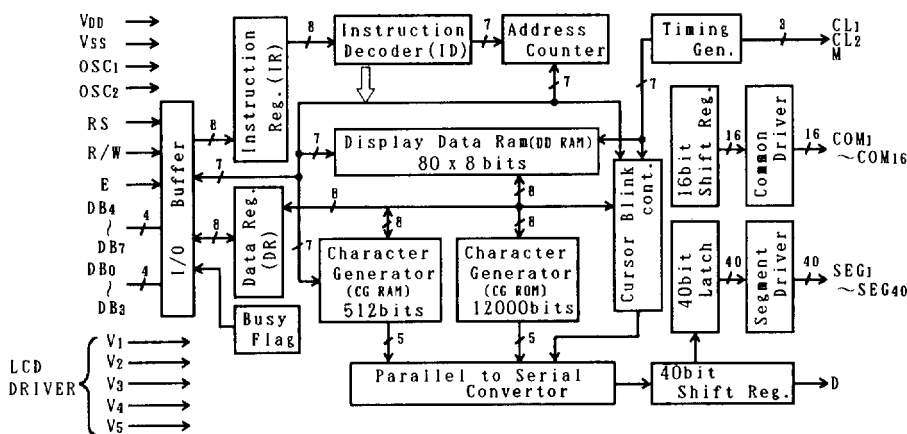 VDD
VSS
OSC1
OSC2
RS
R/W
E
DB4
~
DB7
4
DB0
~
DB3
4
I/O Buffer
8
Instruction
Reg. (IR)
8
Instruction
Decoder(ID)
7
Address
Counter
7
Timing
Gen.
3
CL1
CL2
M
7
7
7
Display Data Ram(DD RAM)
80 x 8 bits
8
8
Data Reg.
(DR)
8
7
8
8
Character
Generator
(CG RAM)
512bits
Character
Generator
(CG ROM)
12000bits
Cursor Blink
cont.
16bit
Shift Reg.
16
Common
Driver
16
COM1
~COM16
40bit
Latch
40
Segment
Driver
40
SEG1
~SEG40
Busy
Flag
5
5
Parallel to Serial
Convertor
40bit
Shift Reg.
D
LCD
DRIVER
V1
V2
V3
V4
V5